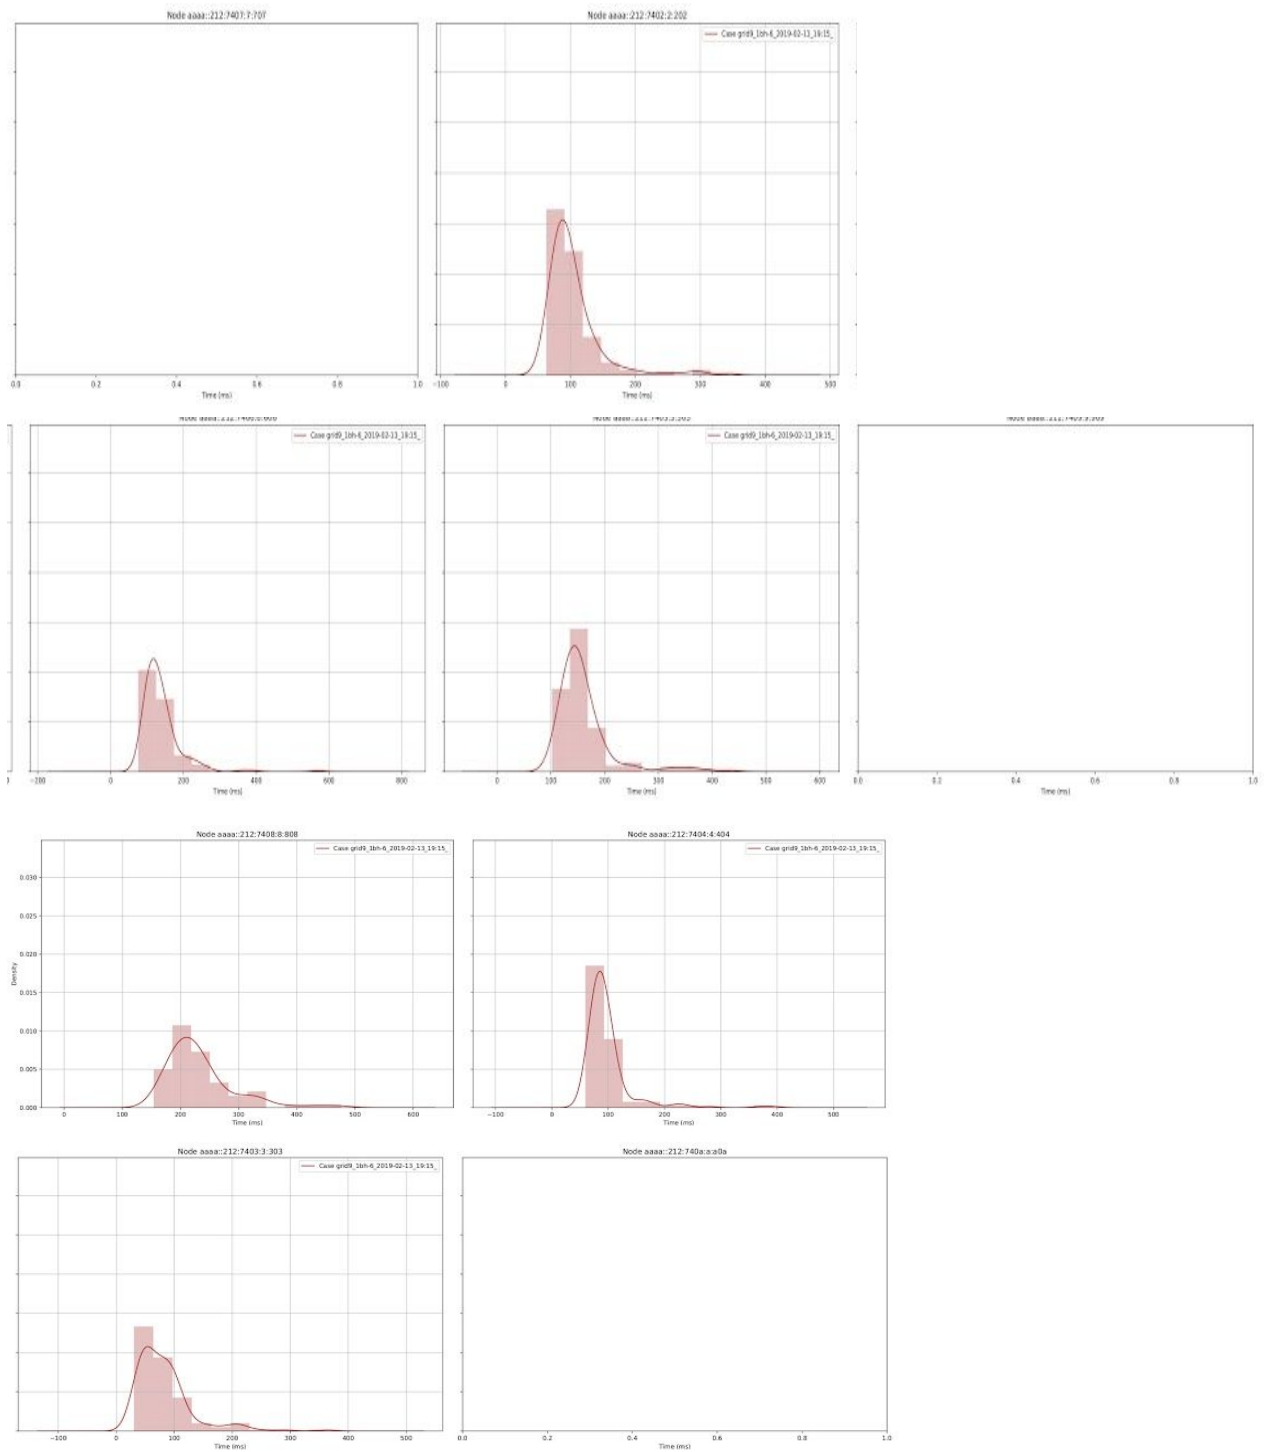 Node aaaa::212:7407:7:707 Node aaaa::212:7402:2:202
Case grid9_1bh-6_2019-02-13_19:15_
0.0 0.2 0.4 0.6 0.8 1.0 −100 0 100 200 300 400 500
Time (ms) Time (ms)
Case grid9_1bh-6_2019-02-13_19:15_ Case grid9_1bh-6_2019-02-13_19:15_
−200 0 200 400 600 800 0 100 200 300 400 500 600 0.0 0.2 0.4 0.6 0.8 1.0
Time (ms) Time (ms) Time (ms)
Node aaaa::212:7408:8:808 Node aaaa::212:7404:4:404
Case grid9_1bh-6_2019-02-13_19:15_ Case grid9_1bh-6_2019-02-13_19:15_
0.030
0.025
0.020
Density
0.015
0.010
0.005
0.000
0 100 200 300 400 500 600 −100 0 100 200 300 400 500
Time (ms) Time (ms)
Node aaaa::212:7403:3:303 Node aaaa::212:740a:a:a0a
Case grid9_1bh-6_2019-02-13_19:15_
−100 0 100 200 300 400 500 0.0 0.2 0.4 0.6 0.8 1.0
Time (ms) Time (ms)